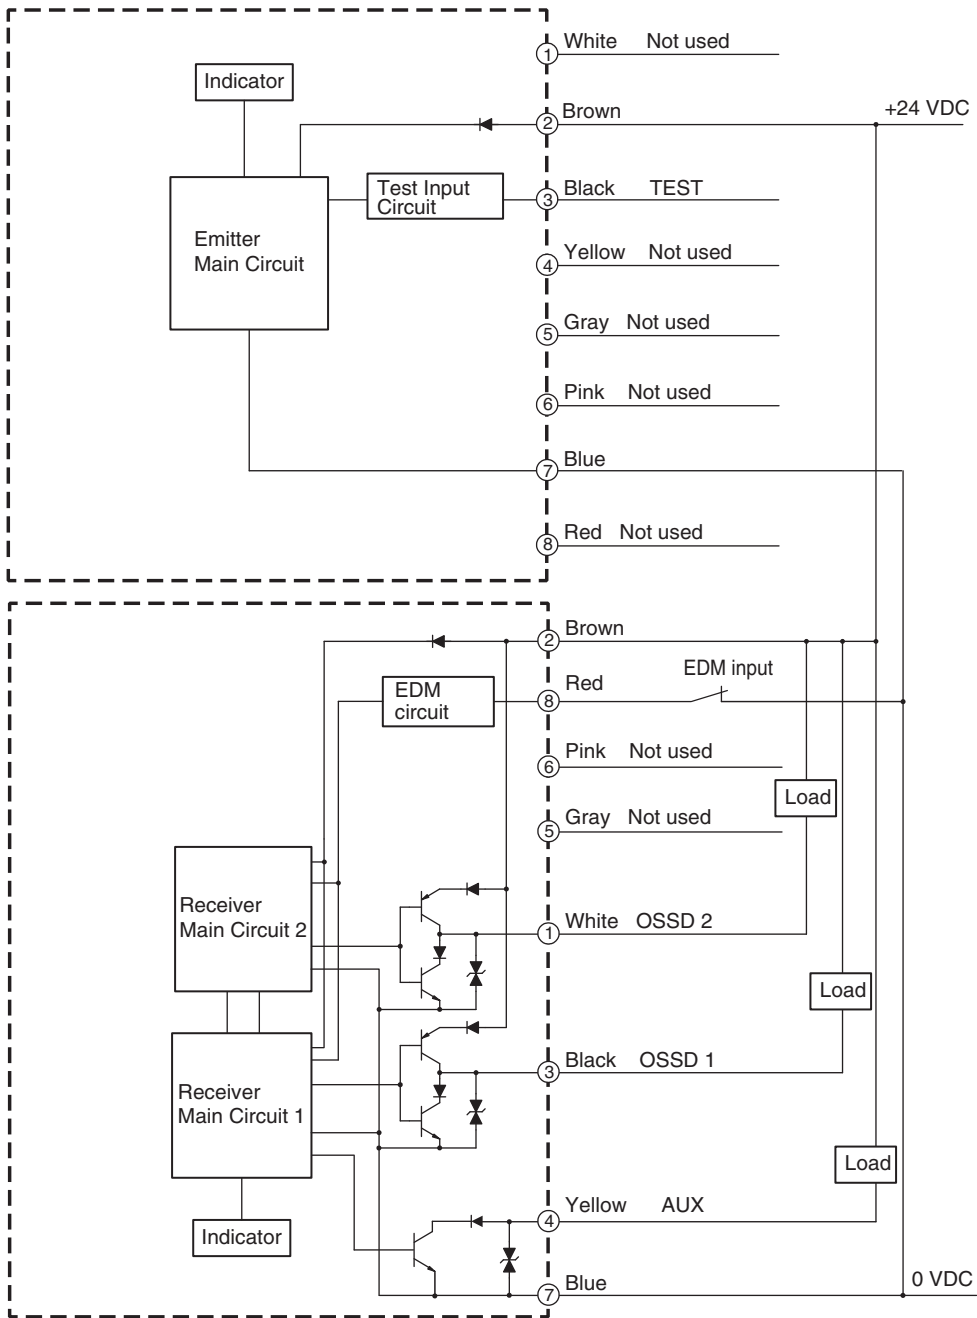 ① White Not used
Indicator
② Brown +24 VDC
Test Input
Circuit
③ Black TEST
Emitter
Main Circuit
④ Yellow Not used
⑤ Gray Not used
⑥ Pink Not used
⑦ Blue
⑧ Red Not used
② Brown
EDM
circuit
⑧ Red EDM input
⑥ Pink Not used
Load
⑤ Gray Not used
Receiver
Main Circuit 2
① White OSSD 2
Load
③ Black OSSD 1
Receiver
Main Circuit 1
Load
④ Yellow AUX
Indicator
⑦ Blue 0 VDC